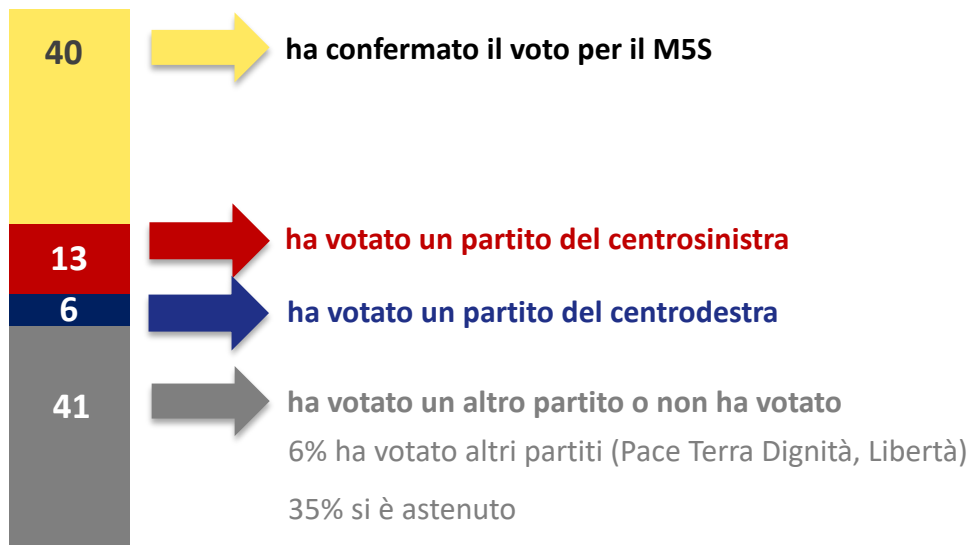 40
ha confermato il voto per il M5S
13
ha votato un partito del centrosinistra
6
ha votato un partito del centrodestra
41
ha votato un altro partito o non ha votato
6% ha votato altri partiti (Pace Terra Dignità, Libertà)
35% si è astenuto